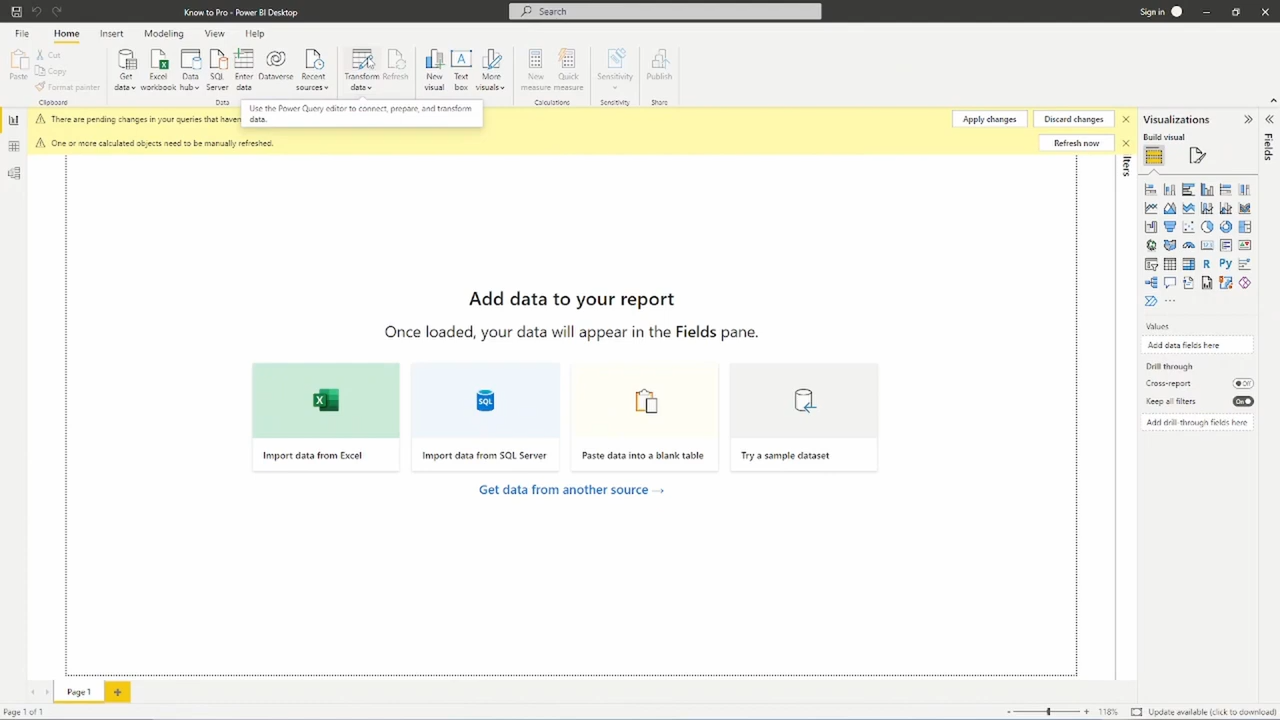 Know to Pro - Power BI Desktop
Search
Sign in
File
Home
Insert
Modeling
View
Help
Paste
Cut
Copy
Format painter
Clipboard
Get
data
Excel
workbook
Data
hub
SQL
Server
Enter
data
Dataverse
Recent
sources
Data
Transform
data
Refresh
New
visual
Text
box
More
visuals
New
measure
Quick
measure
Calculations
Sensitivity
Sensitivity
Publish
Share
Use the Power Query editor to connect, prepare, and transform
data.
There are pending changes in your queries that haven
Apply changes
Discard changes
One or more calculated objects need to be manually refreshed.
Refresh now
Add data to your report
Once loaded, your data will appear in the Fields pane.
X
SQL
Import data from Excel
Import data from SQL Server
Paste data into a blank table
Try a sample dataset
Get data from another source →
lters
Visualizations
Build visual
R
Py
Values
Add data fields here
Drill through
Cross-report
Off
Keep all filters
On
Add drill-through fields here
Fields
Page 1
Page 1 of 1
118%
Update available (click to download)